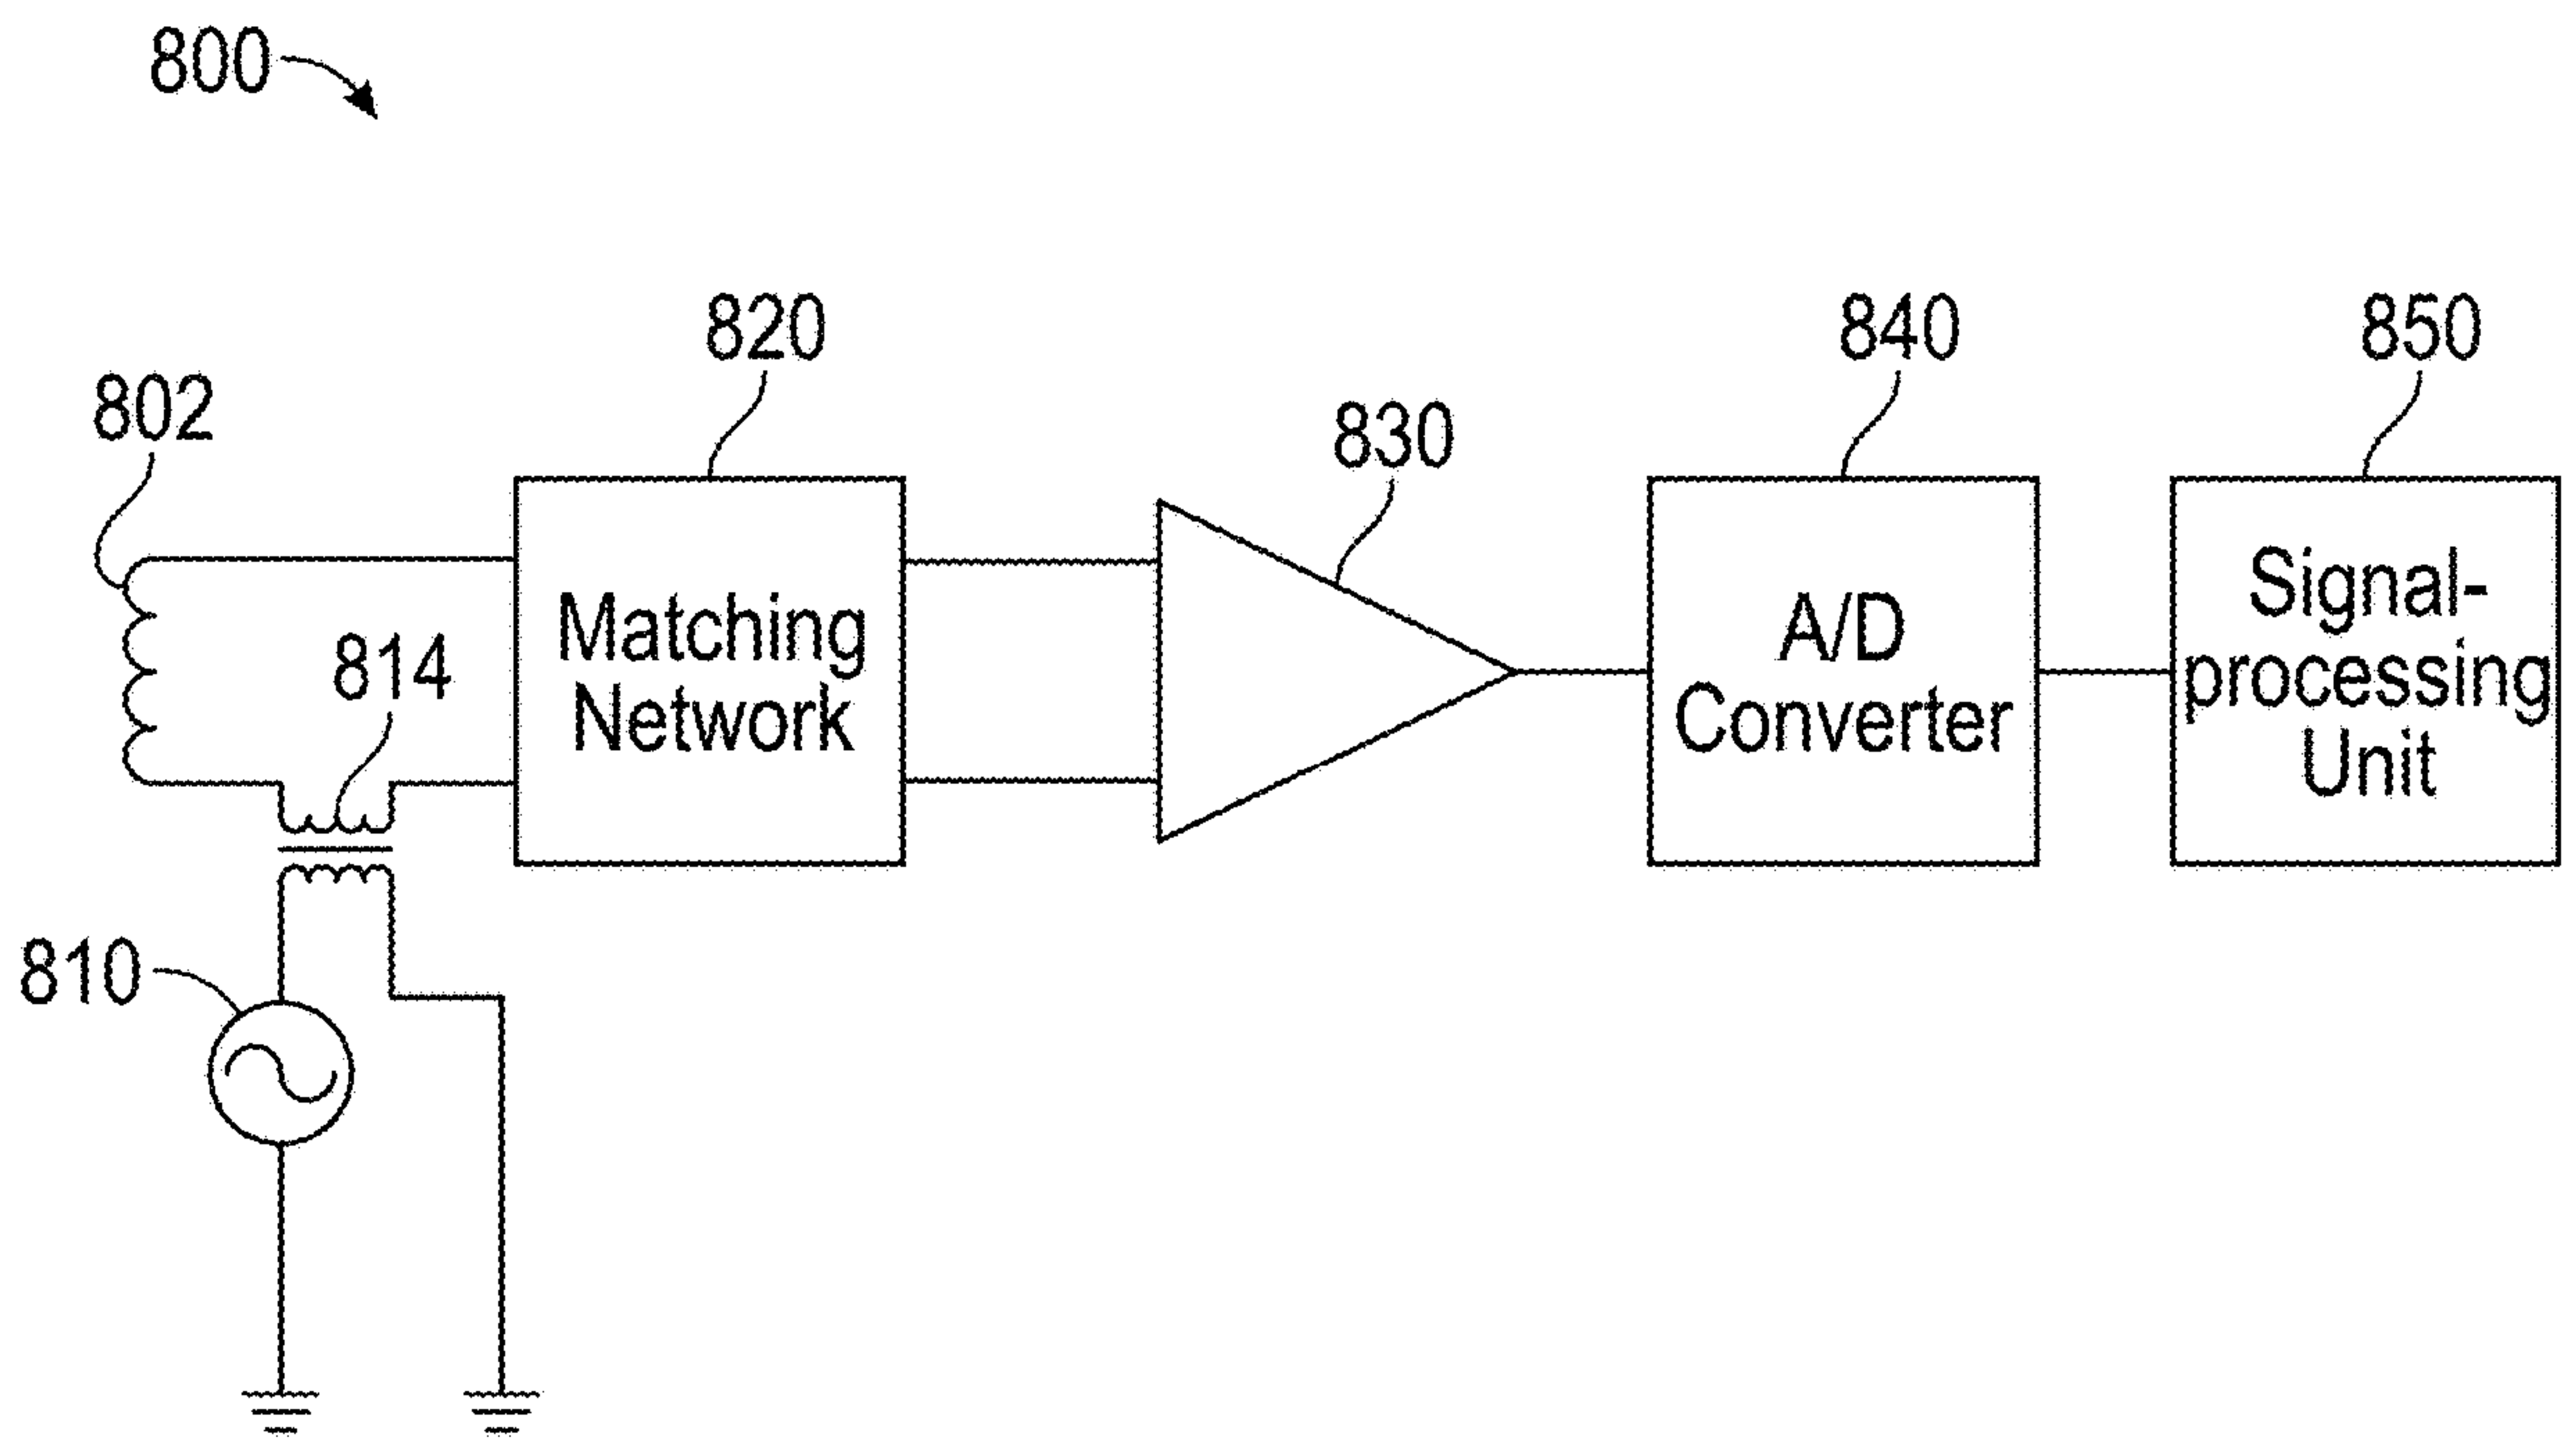 800
820
840
850
802
830
814
Matching
Network
A/D
Converter
Signal-
processing
Unit
810